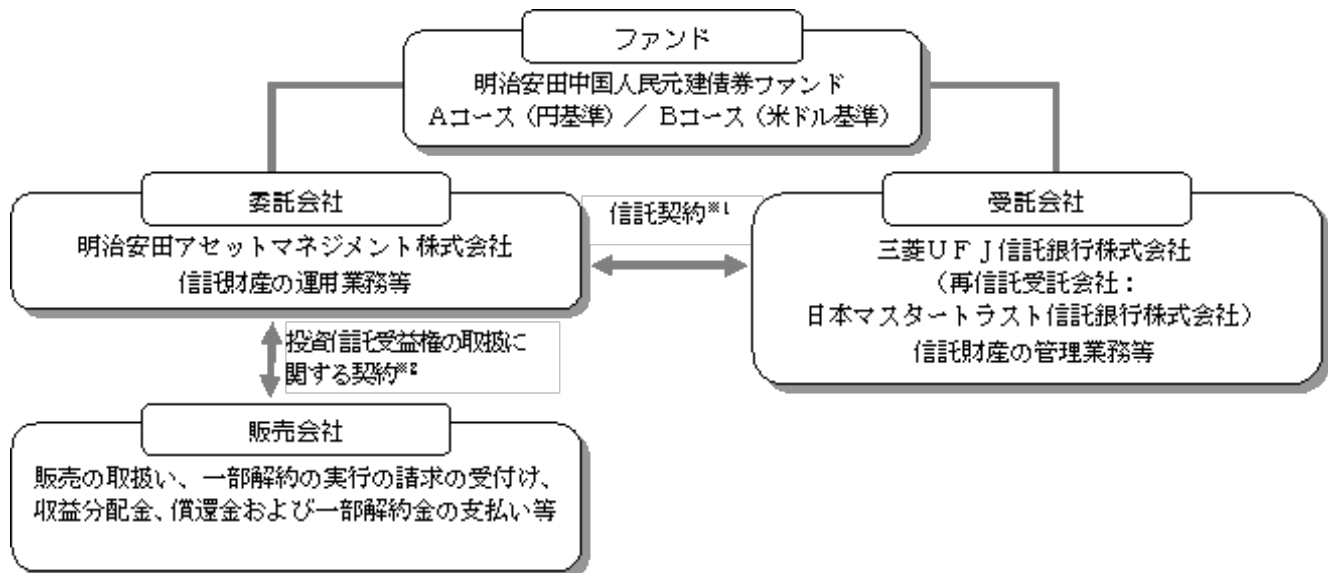 ファンド
明治安田中国人民元建債券ファンド
Aコース（円基準）／ Bコース（米ドル基準）
委託会社
明治安田アセットマネジメント株式会社
信託財産の運用業務等
信託契約※1
受託会社
三菱UFJ信託銀行株式会社
（再信託受託会社：
日本マスタートラスト信託銀行株式会社）
信託財産の管理業務等
投資信託受益権の取扱に
関する契約※2
販売会社
販売の取扱い、一部解約の実行の請求の受付け、
収益分配金、償還金および一部解約金の支払い等